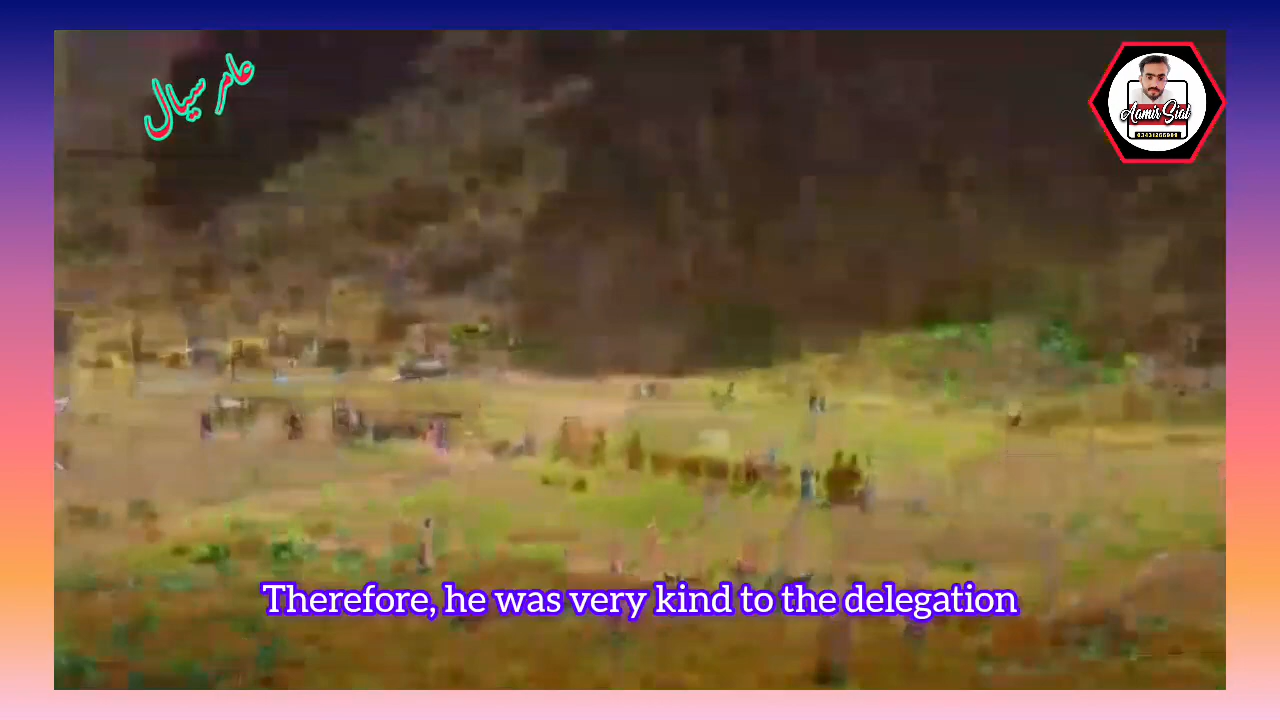 عامر سیال
Aamir Sial
Therefore, he was very kind to the delegation